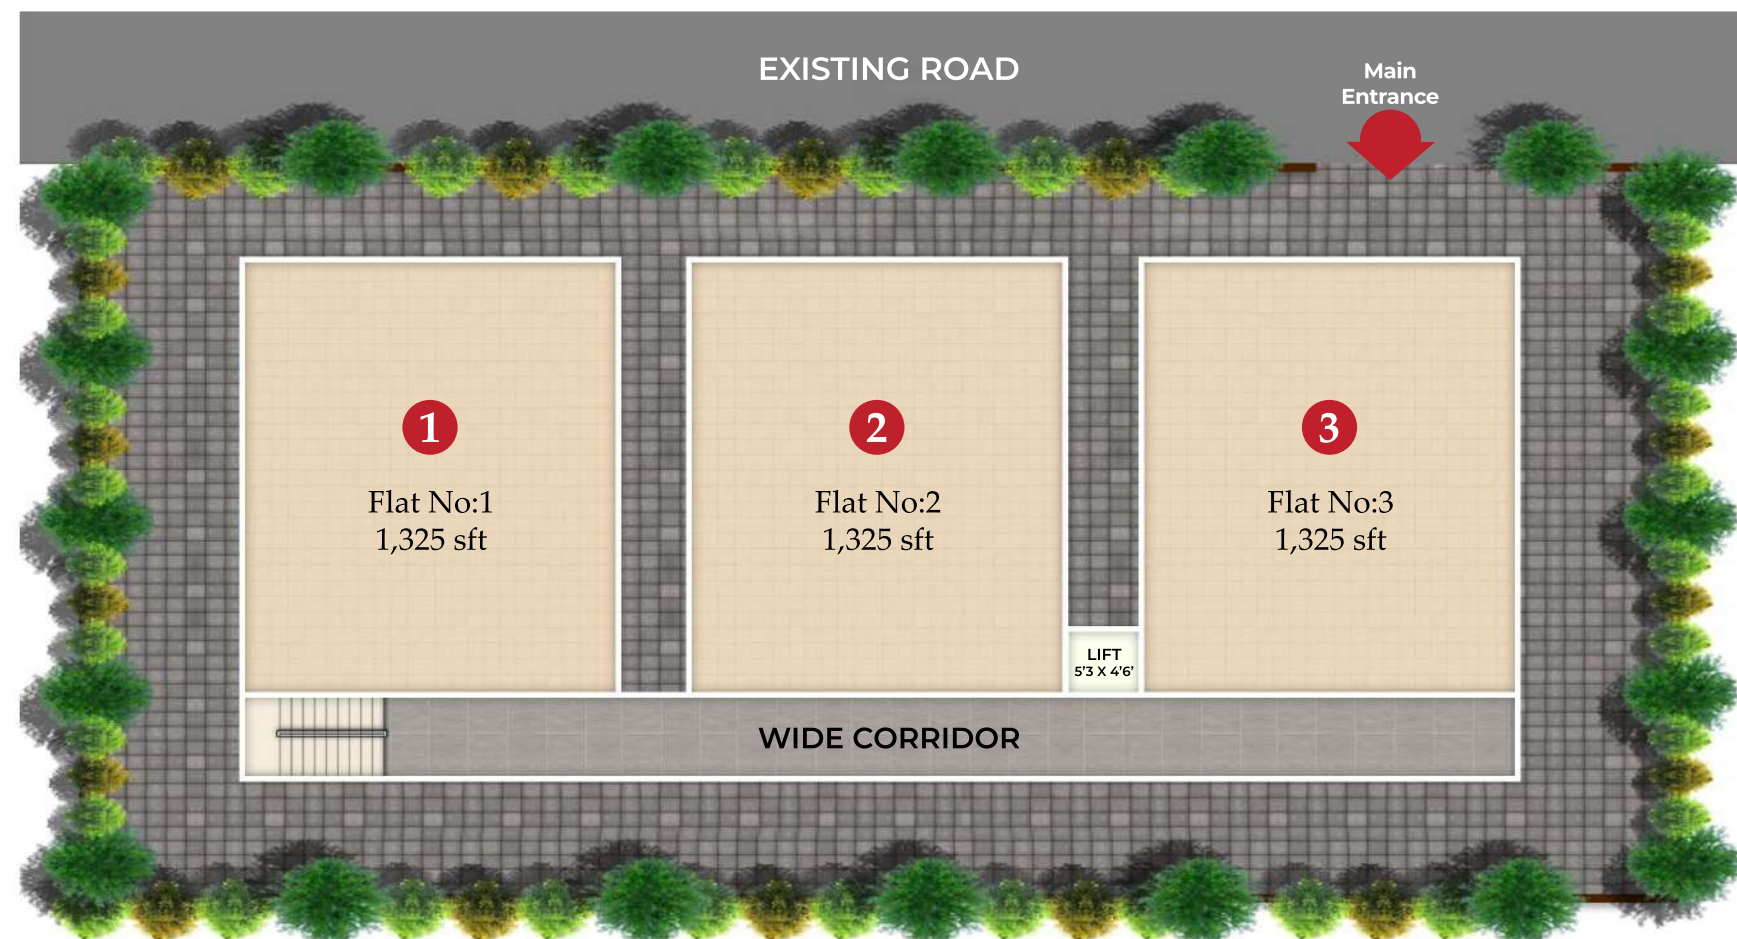 EXISTING ROAD
Main
Entrance
1
Flat No:1
1,325 sft
2
Flat No:2
1,325 sft
3
Flat No:3
1,325 sft
LIFT
5'3 X 4'6'
WIDE CORRIDOR